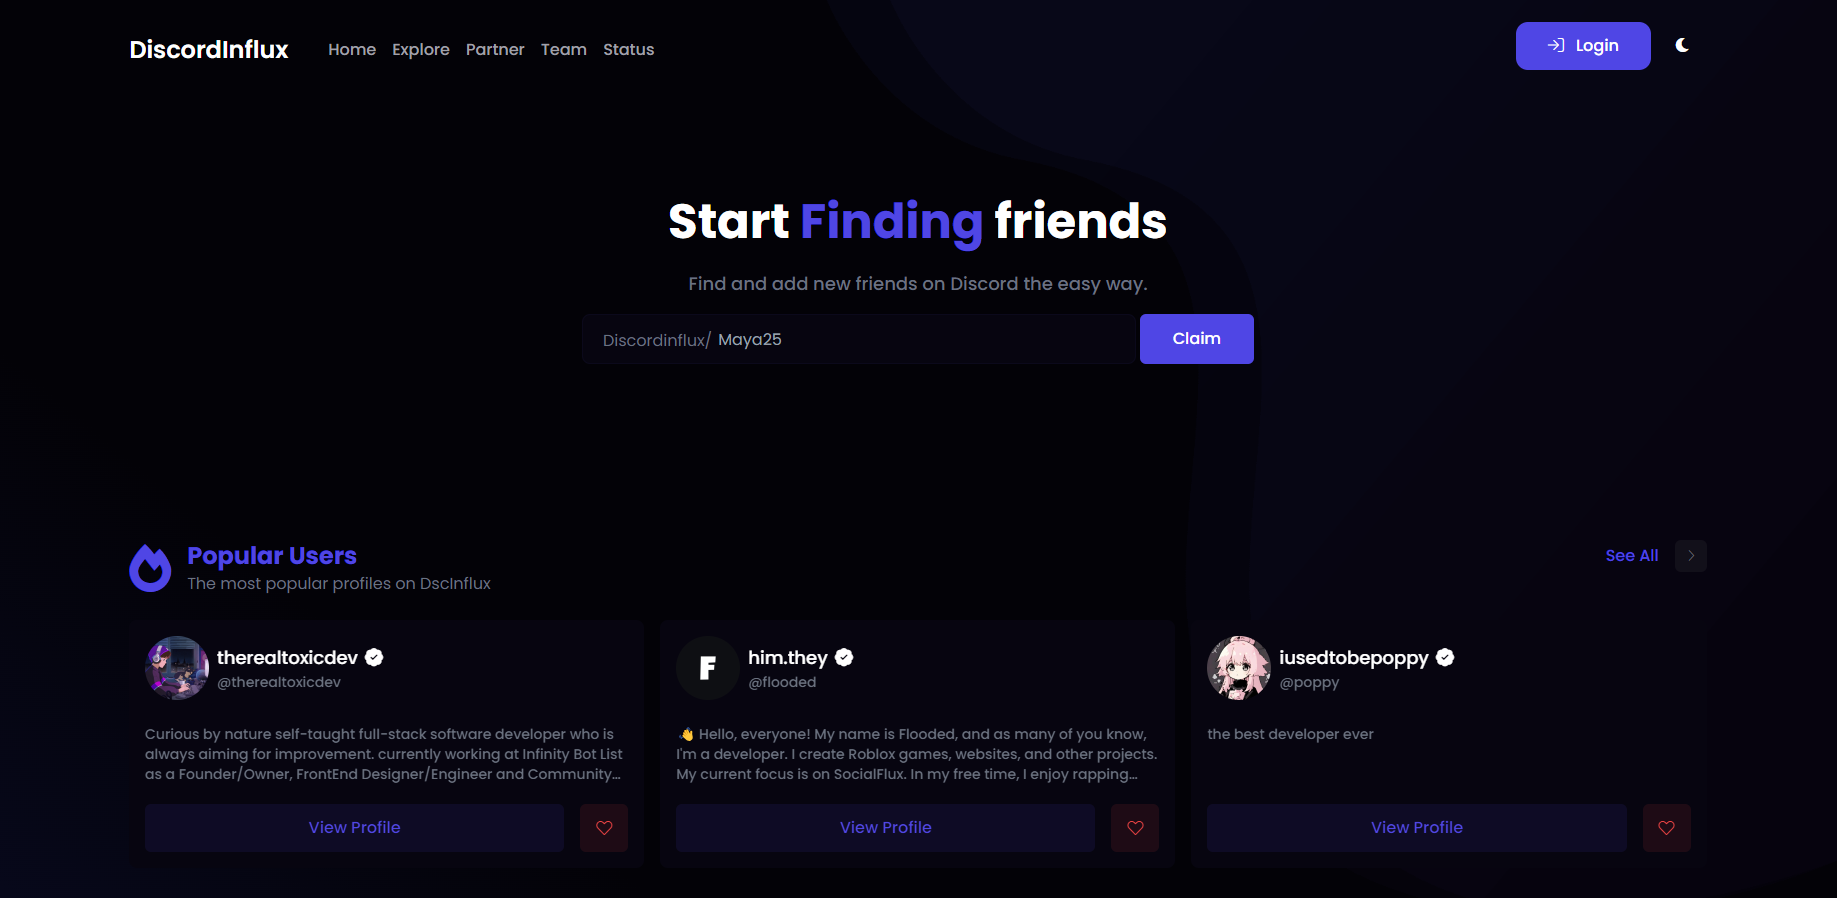 DiscordInflux
Home Explore Partner Team Status
Login
Start Finding friends
Find and add new friends on Discord the easy way.
Discordinflux/ Maya25
Claim
Popular Users
The most popular profiles on DscInflux
See All
therealtoxicdev
@therealtoxicdev
Curious by nature self-taught full-stack software developer who is
always aiming for improvement. currently working at Infinity Bot List
as a Founder/Owner, FrontEnd Designer/Engineer and Community...
View Profile
F
him.they
@flooded
👋 Hello, everyone! My name is Flooded, and as many of you know,
I'm a developer. I create Roblox games, websites, and other projects.
My current focus is on SocialFlux. In my free time, I enjoy rapping...
View Profile
iusedtobepoppy
@poppy
the best developer ever
View Profile